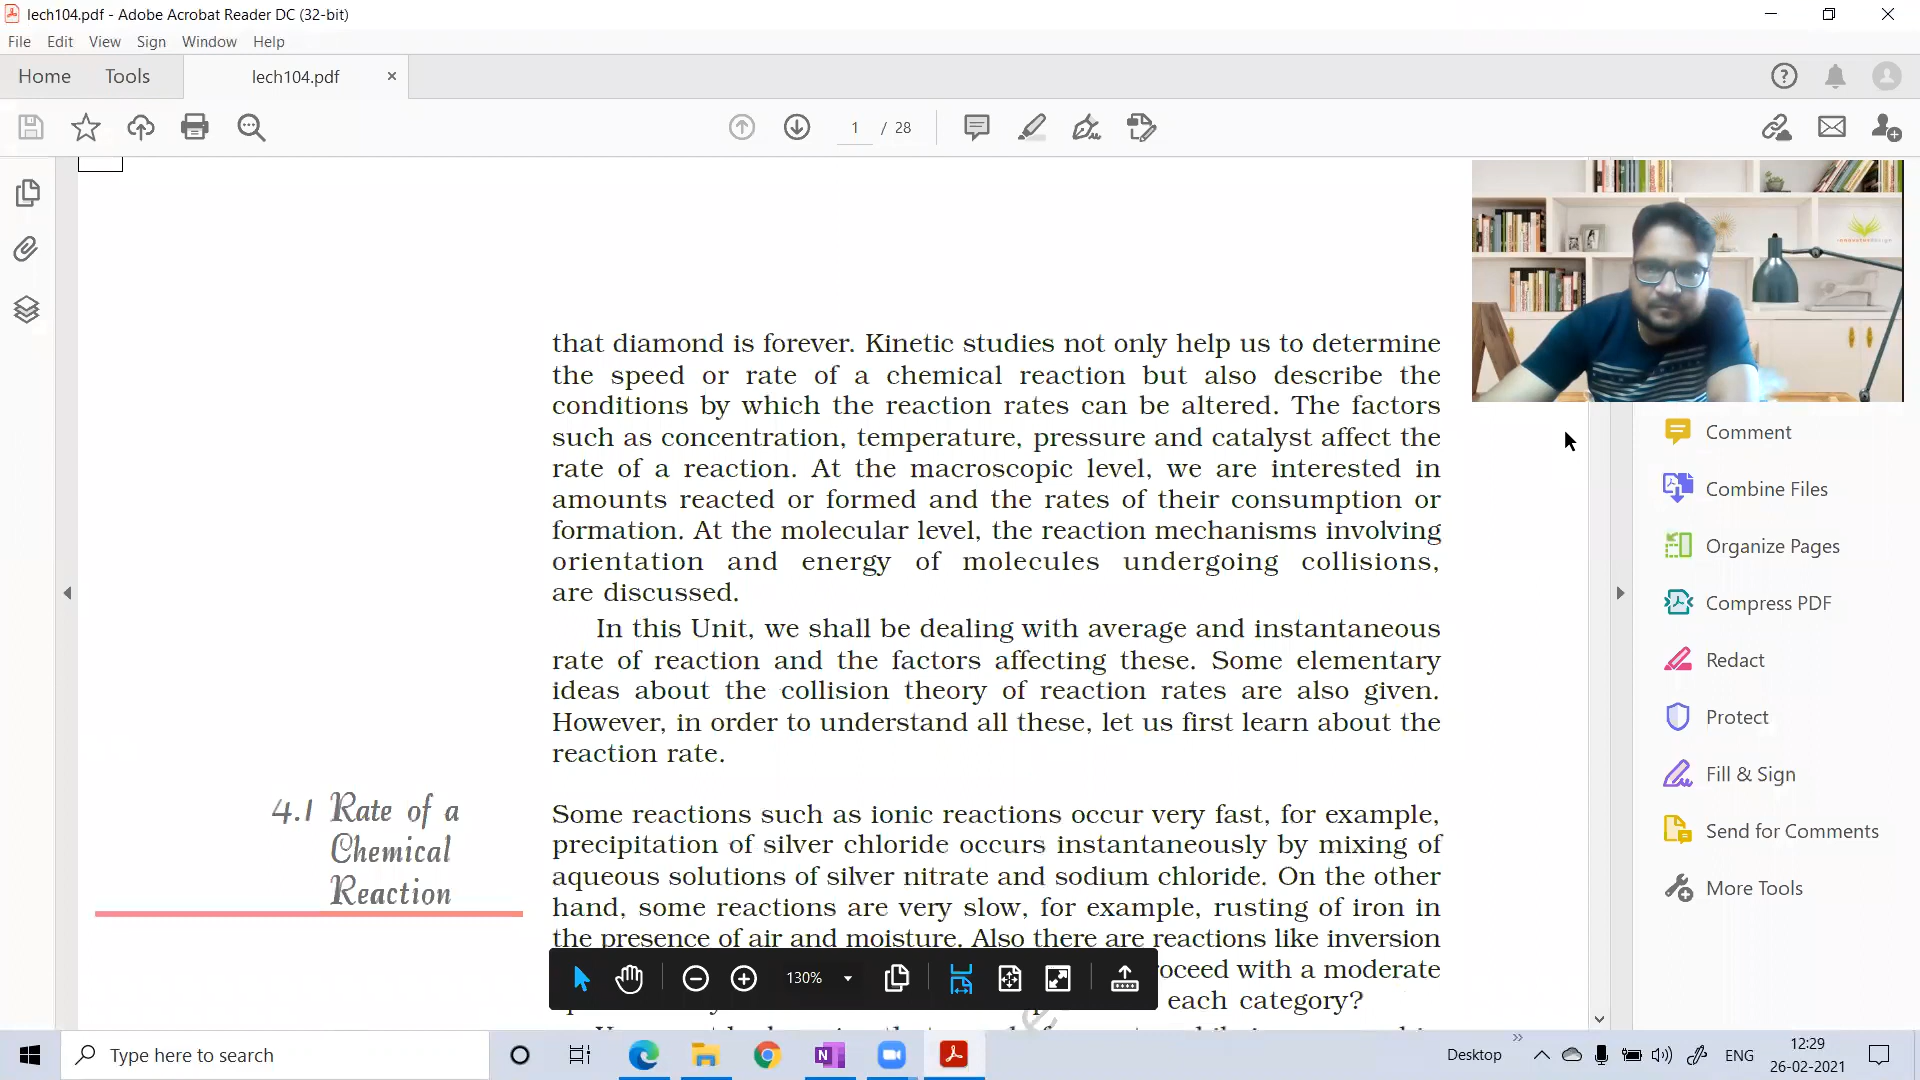 lech104.pdf - Adobe Acrobat Reader DC (32-bit)
File Edit View Sign Window Help
Home Tools lech104.pdf ×
1 / 28
that diamond is forever. Kinetic studies not only help us to determine
the speed or rate of a chemical reaction but also describe the
conditions by which the reaction rates can be altered. The factors
such as concentration, temperature, pressure and catalyst affect the
rate of a reaction. At the macroscopic level, we are interested in
amounts reacted or formed and the rates of their consumption or
formation. At the molecular level, the reaction mechanisms involving
orientation and energy of molecules undergoing collisions,
are discussed.
In this Unit, we shall be dealing with average and instantaneous
rate of reaction and the factors affecting these. Some elementary
ideas about the collision theory of reaction rates are also given.
However, in order to understand all these, let us first learn about the
reaction rate.
4.1 Rate of a
Chemical
Reaction
Some reactions such as ionic reactions occur very fast, for example,
precipitation of silver chloride occurs instantaneously by mixing of
aqueous solutions of silver nitrate and sodium chloride. On the other
hand, some reactions are very slow, for example, rusting of iron in
the presence of air and moisture. Also there are reactions like inversion
with a moderate
each category?
130%
Comment
Combine Files
Organize Pages
Compress PDF
Redact
Protect
Fill & Sign
Send for Comments
More Tools
Type here to search
Desktop
ENG
12:29
26-02-2021